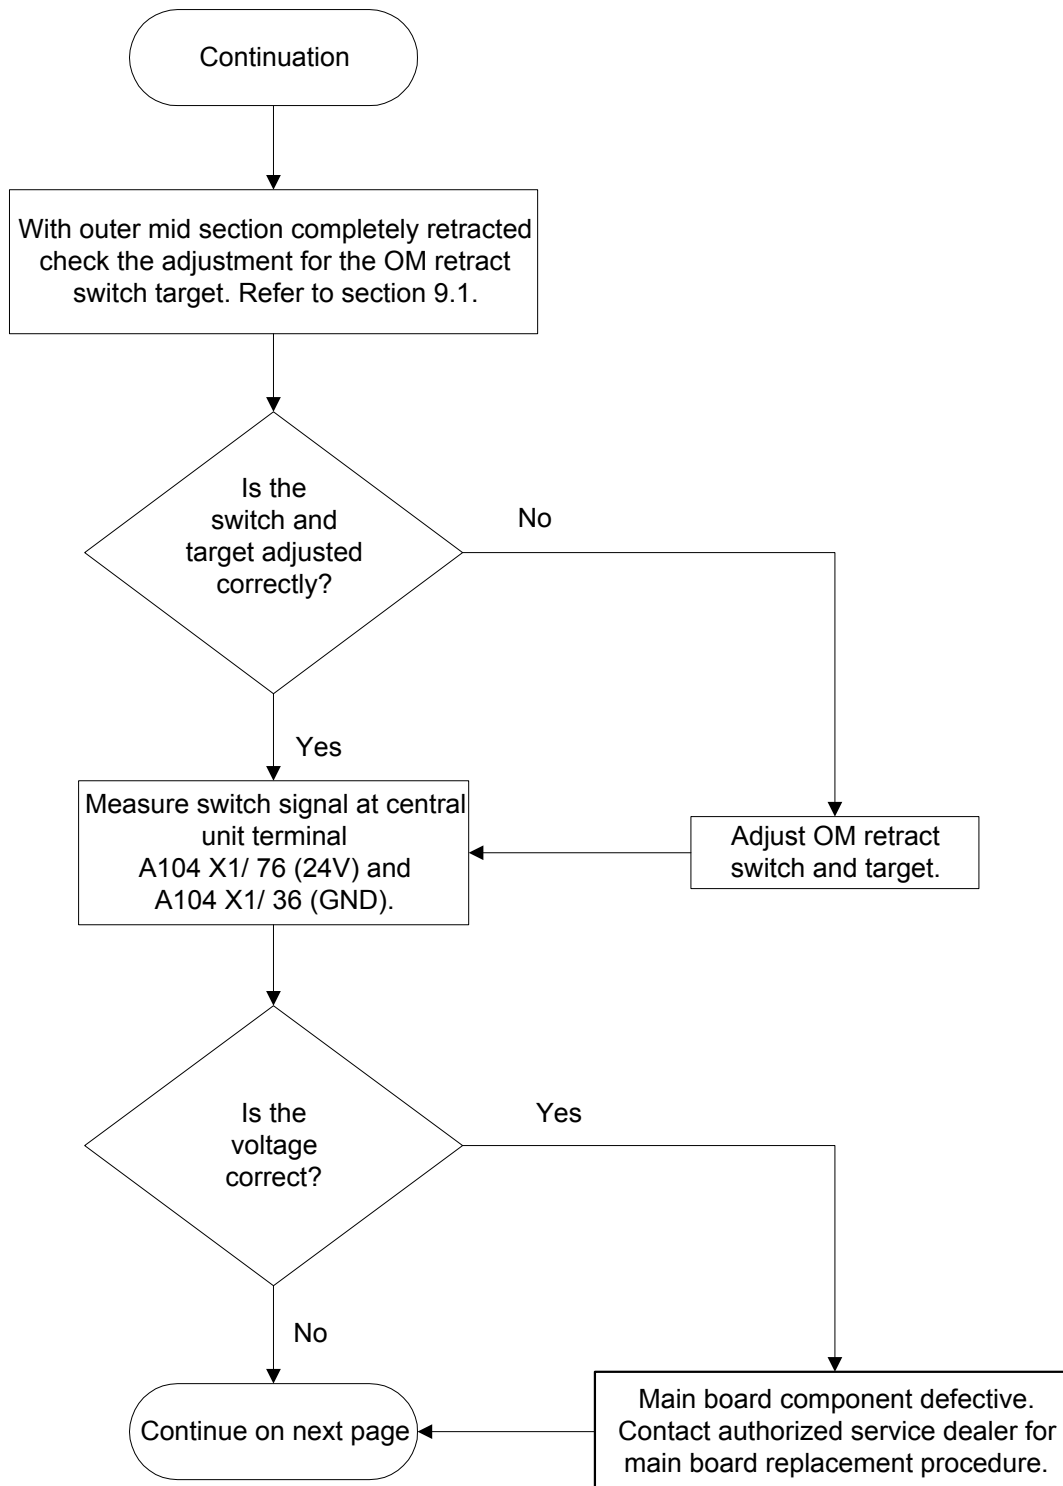 Continuation
With outer mid section completely retracted
check the adjustment for the OM retract
switch target. Refer to section 9.1.
Is the
switch and
target adjusted
correctly?
No
Yes
Measure switch signal at central
unit terminal
A104 X1/ 76 (24V) and
A104 X1/ 36 (GND).
Adjust OM retract
switch and target.
Is the
voltage
correct?
Yes
No
Continue on next page
Main board component defective.
Contact authorized service dealer for
main board replacement procedure.